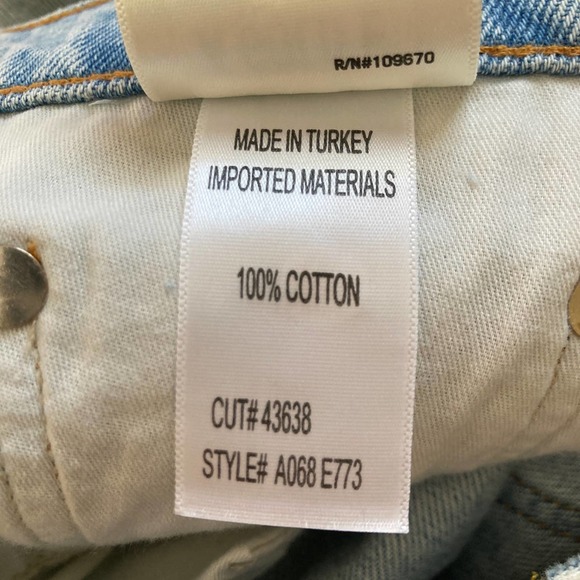 R/N#109670
MADE IN TURKEY
IMPORTED MATERIALS
100% COTTON
CUT# 43638
STYLE# A068 E773